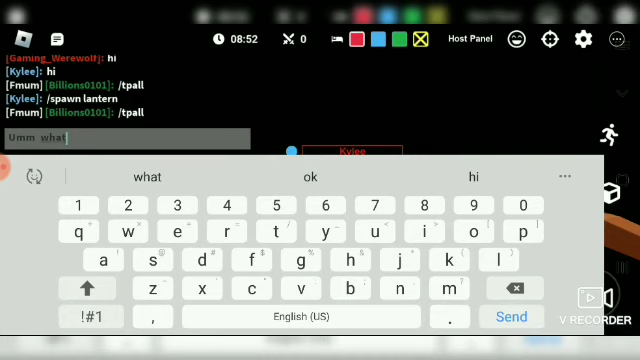 08:52 0 Host Panel
[Gaming_Werewolf]: hi
[Kylee]: hi
[Fmum] [Billions0101]: /tpall
[Kylee]: /spawn lantern
[Fmum] [Billions0101]: /tpall
Umm what
Kylee
what ok hi ...
1 2 3 4 5 6 7 8 9 0
q + w × e ÷ r = t / y _ u < i > o [ p ]
a ! s @ d # f $ g % h & j * k ( l )
z - x ' c " v : b ; n , m ?
!#1 , English (US) . Send
V RECORDER